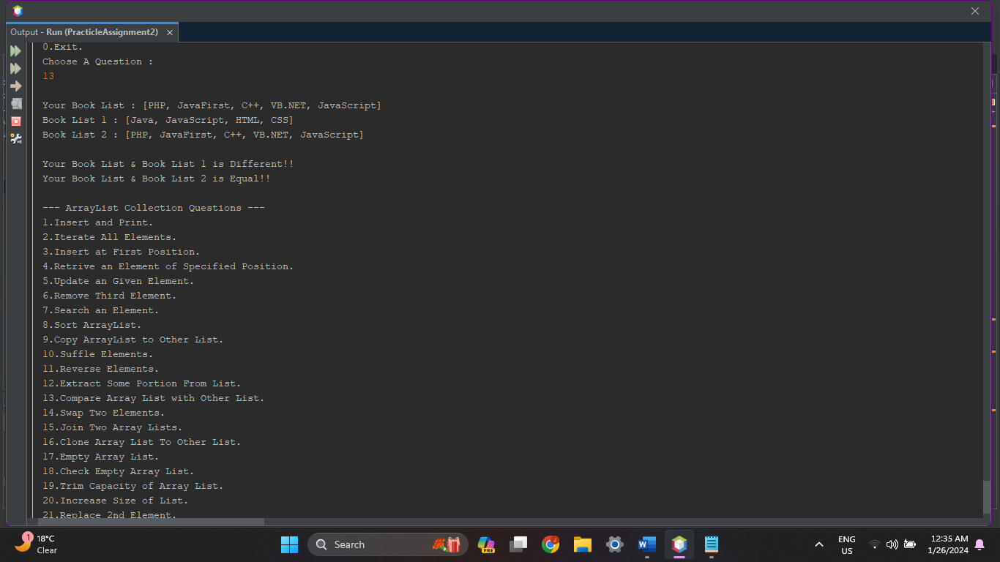 Output - Run (PracticleAssignment2)
0.Exit.
Choose A Question :
13
Your Book List : [PHP, JavaFirst, C++, VB.NET, JavaScript]
Book List 1 : [Java, JavaScript, HTML, CSS]
Book List 2 : [PHP, JavaFirst, C++, VB.NET, JavaScript]
Your Book List & Book List 1 is Different!!
Your Book List & Book List 2 is Equal!!
--- ArrayList Collection Questions ---
1.Insert and Print.
2.Iterate All Elements.
3.Insert at First Position.
4.Retrive an Element of Specified Position.
5.Update an Given Element.
6.Remove Third Element.
7.Search an Element.
8.Sort ArrayList.
9.Copy ArrayList to Other List.
10.Suffle Elements.
11.Reverse Elements.
12.Extract Some Portion From List.
13.Compare Array List with Other List.
14.Swap Two Elements.
15.Join Two Array Lists.
16.Clone Array List To Other List.
17.Empty Array List.
18.Check Empty Array List.
19.Trim Capacity of Array List.
20.Increase Size of List.
21.Replace 2nd Element.
1
18°C
Clear
Search
PRE
ENG
US
12:35 AM
1/26/2024